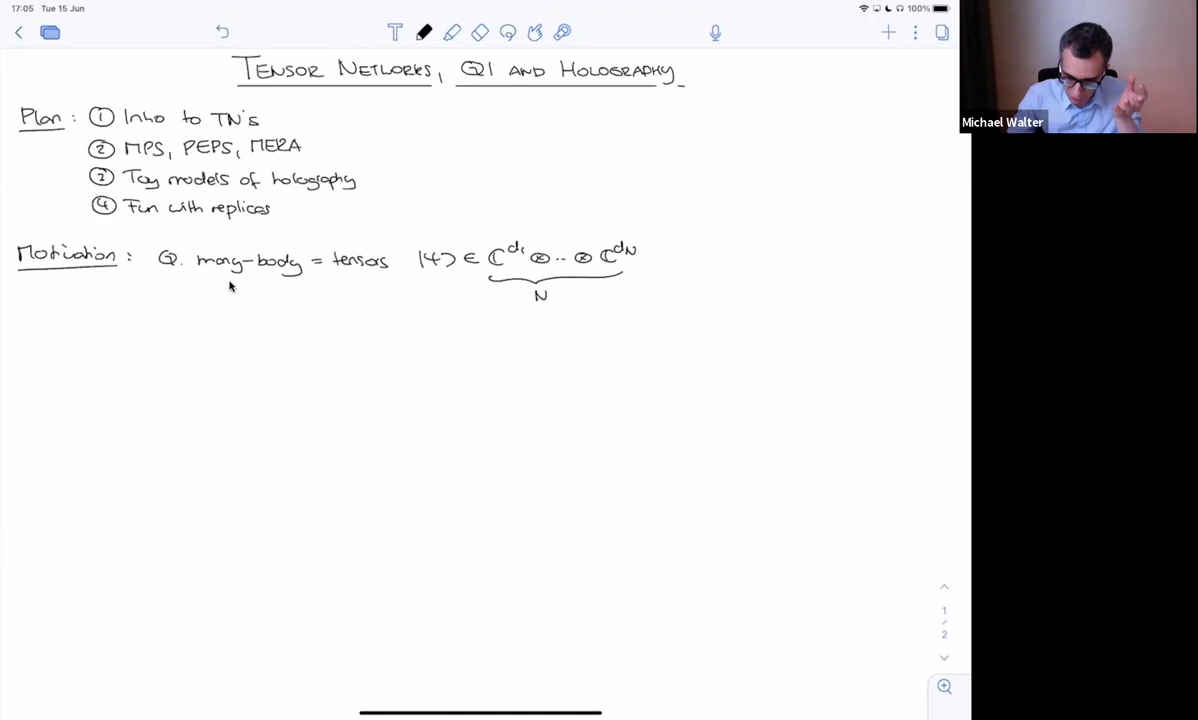 17:05 Tue 15 Jun
100%
TENSOR NETWORKS, QI AND HOLOGRAPHY
Michael Walter
Plan: ① Intro to TN's
② MPS, PEPS, MERA
③ Toy models of holography
④ Fun with replicas
Motivation: Q. many-body = tensors |ψ⟩ ∈ ℂ^d₁ ⊗ ·· ⊗ ℂ^d_N
N
1
/
2